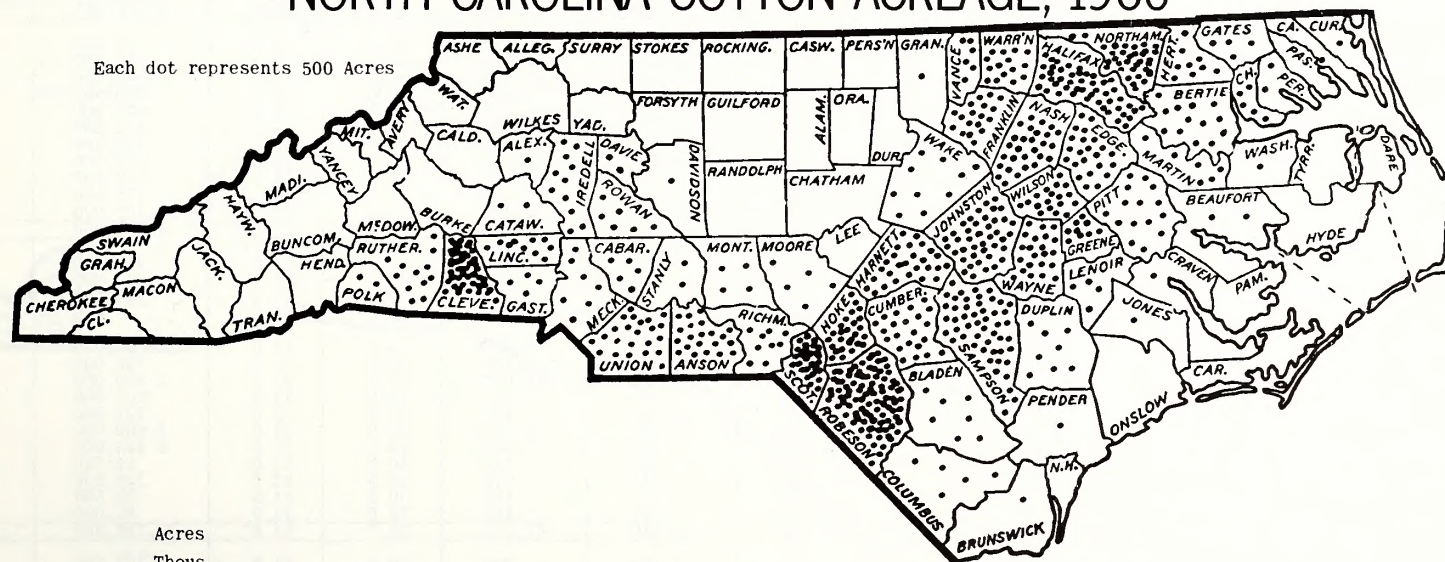 NORTH CAROLINA COTTON ACREAGE, 1960
Each dot represents 500 Acres
ASHE
ALLEG.
SURRY
STOKES
ROCKING.
CASW.
PERS'N
GRAN.
VANCE
WARR'N
HALIFAX
NORTHAM.
HERT.
GATES
CA.
CUR.
PAS.
PER.
CH.
WAT.
WILKES
YAD.
FORSYTH
GUILFORD
ALAM.
ORA.
DUR.
FRANKLIN
NASH
EDGE.
BERTIE
MIT.
AVERY
CALD.
ALEX.
IREDELL
DAVIE
DAVIDSON
RANDOLPH
CHATHAM
WAKE
WILSON
MARTIN
WASH.
TYRR.
DARE
MADI.
YANCEY
ROWAN
JOHNSTON
PITT
BEAUFORT
HYDE
SWAIN
HAYW.
BUNCOM.
McDOW.
BURKE
CATAW.
LEE
HARNETT
GREENE
GRAH.
JACK.
HEND.
RUTHER.
LINC.
CABAR.
STANLY
MONT.
MOORE
WAYNE
LENOIR
CRAVEN
PAM.
CHEROKEE
MACON
CL.
TRAN.
POLK
CLEVE.
GAST.
MECK.
UNION
ANSON
RICHM.
HOKE
CUMBER.
SAMPSON
DUPLIN
JONES
CAR.
SCOT.
ROBESON
BLADEN
PENDER
ONSLOW
COLUMBUS
N.H.
BRUNSWICK
Acres
Thous.